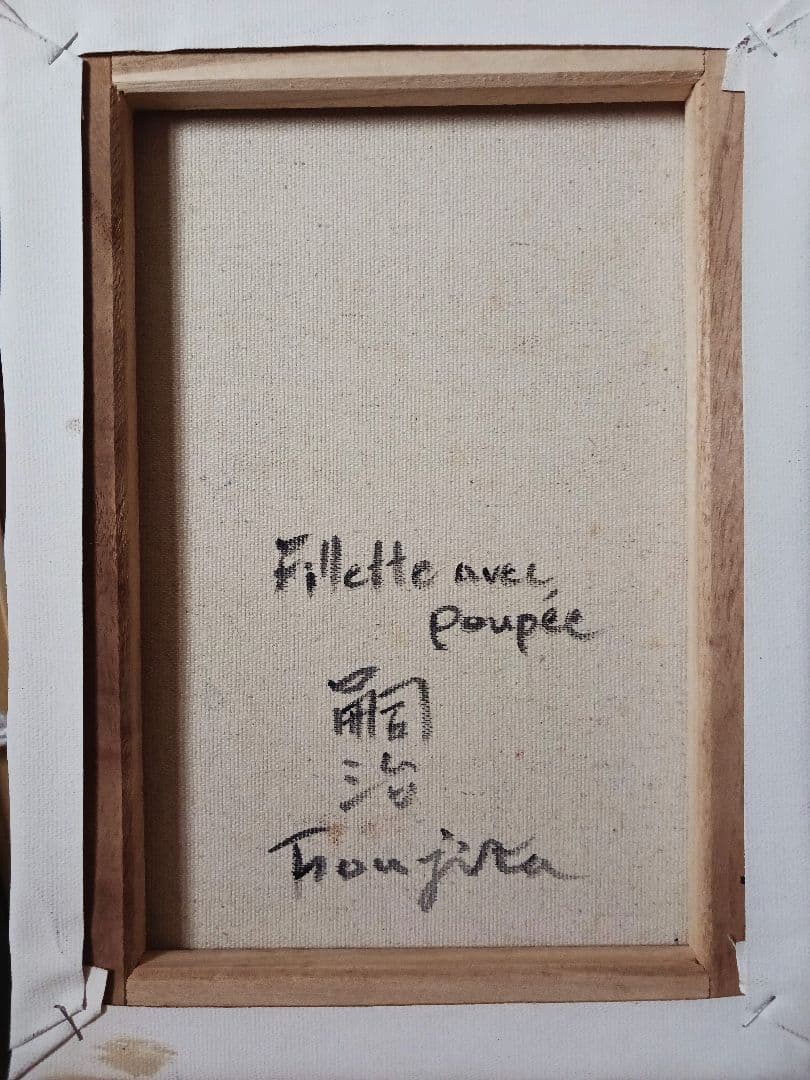 Fillette avec
poupée
嗣
治
Foujita